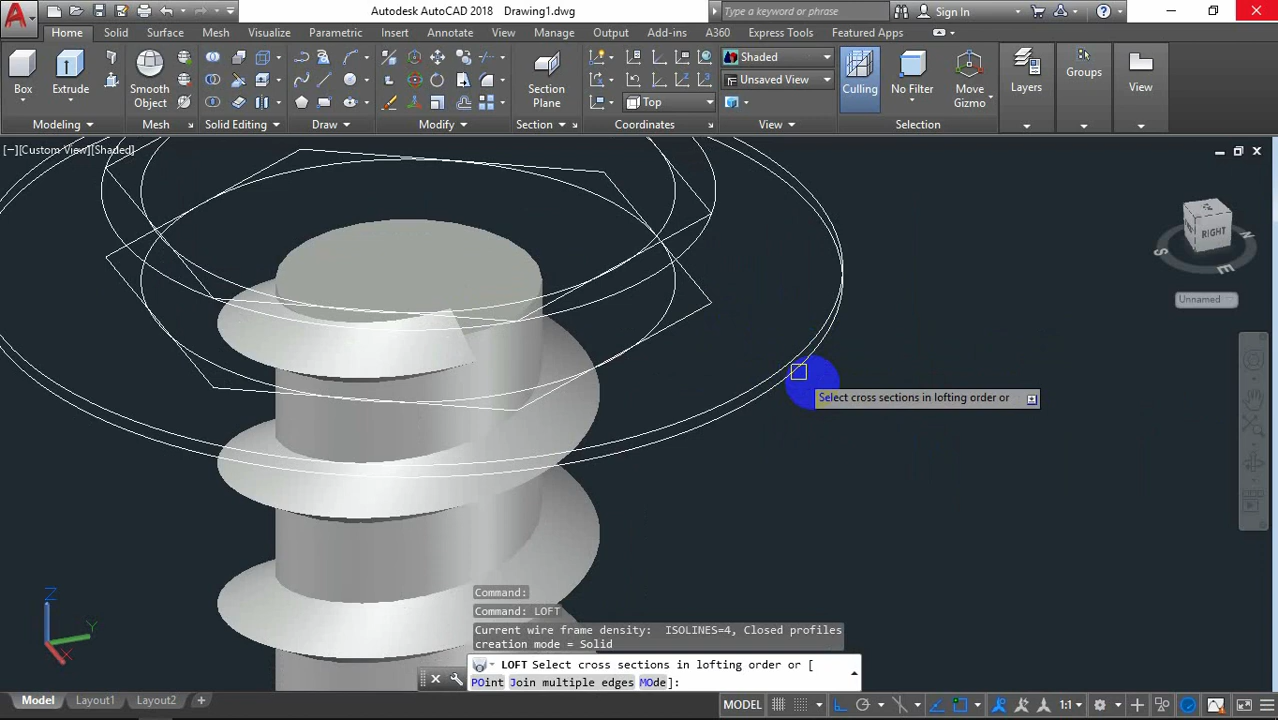 Autodesk AutoCAD 2018 Drawing1.dwg
Type a keyword or phrase
Sign In
Home Solid Surface Mesh Visualize Parametric Insert Annotate View Manage Output Add-ins A360 Express Tools Featured Apps
Box
Extrude
Smooth
Object
Section
Plane
Shaded
Unsaved View
Top
Culling
No Filter
Move
Gizmo
Layers
Groups
View
Modeling
Mesh
Solid Editing
Draw
Modify
Section
Coordinates
View
Selection
[−][Custom View][Shaded]
RIGHT
N
S
E
Unnamed
Select cross sections in lofting order or
Command:
Command: LOFT
Current wire frame density: ISOLINES=4, Closed profiles
creation mode = Solid
LOFT Select cross sections in lofting order or [
POint Join multiple edges MOde]:
Z
Y
X
Model Layout1 Layout2 +
MODEL
1:1